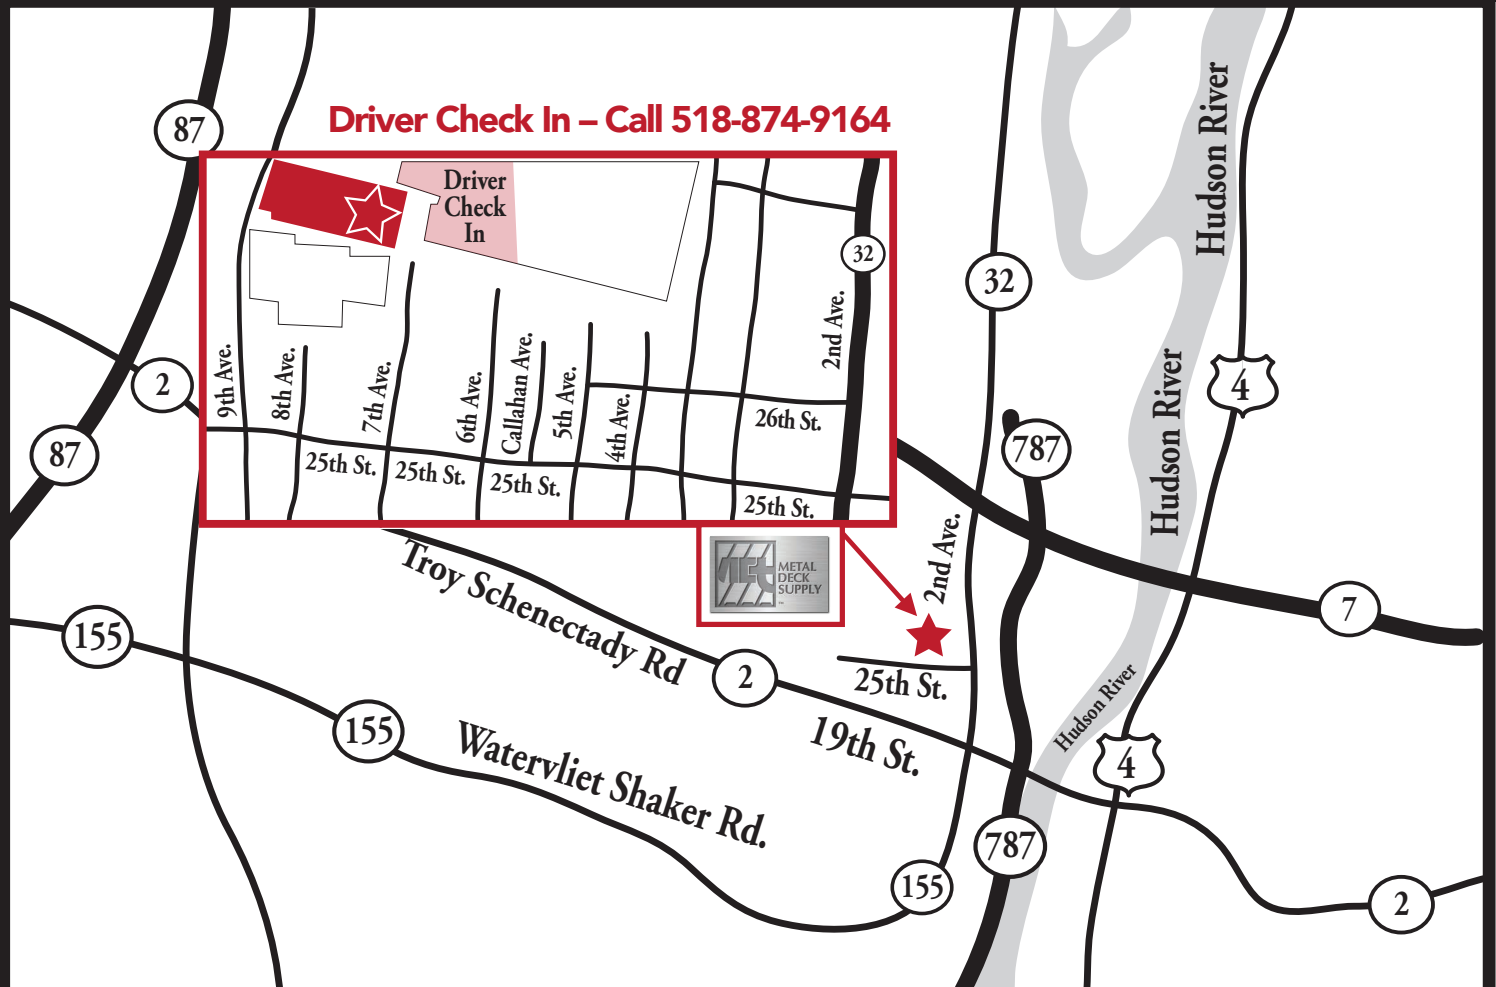 Driver Check In – Call 518-874-9164
87
Driver
Check
In
32
2nd Ave.
9th Ave.
8th Ave.
7th Ave.
6th Ave.
Callahan Ave.
5th Ave.
4th Ave.
26th St.
25th St.
25th St.
25th St.
25th St.
2
87
32
787
Hudson River
Hudson River
4
METAL
DECK
SUPPLY
2nd Ave.
7
155
Troy Schenectady Rd
2
25th St.
Hudson River
155
Watervliet Shaker Rd.
19th St.
4
787
155
2